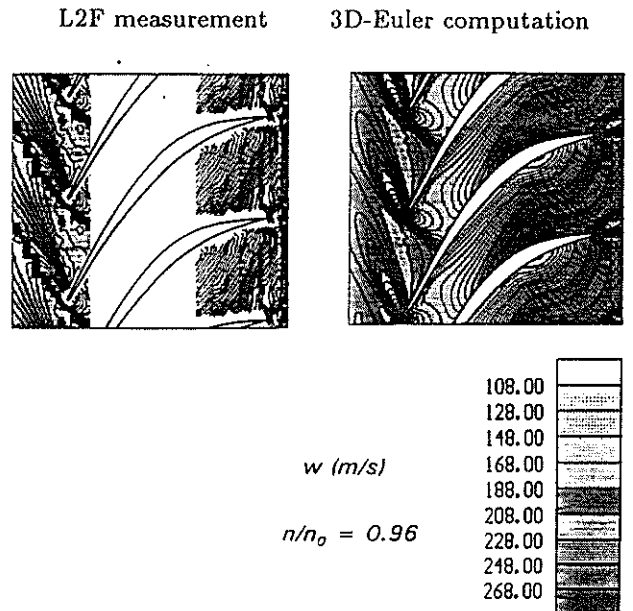 L2F measurement
3D-Euler computation
108.00
128.00
148.00
168.00
188.00
208.00
228.00
248.00
268.00
w (m/s)
n/n₀ = 0.96